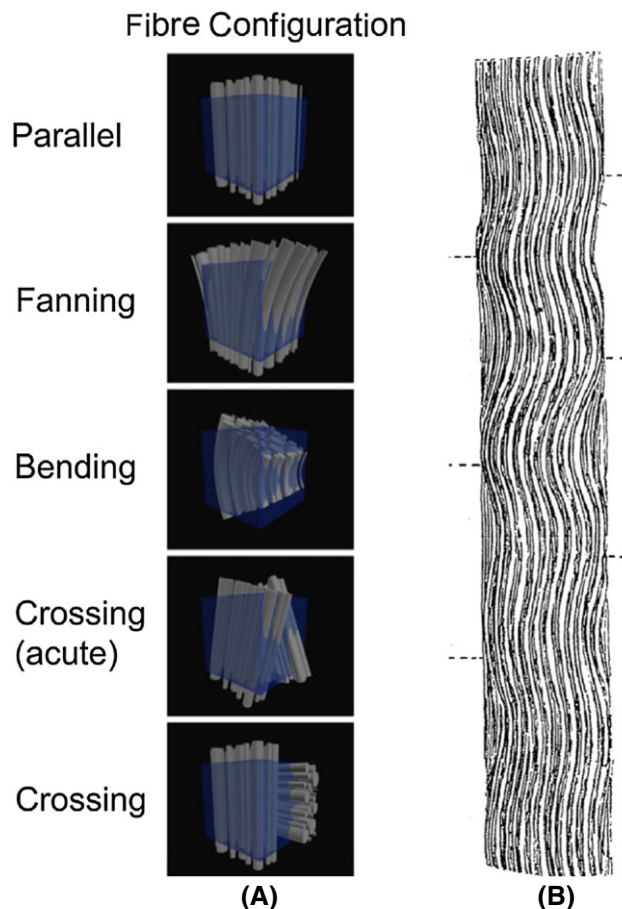 Fibre Configuration
Parallel
Fanning
Bending
Crossing
(acute)
Crossing
(A)
(B)